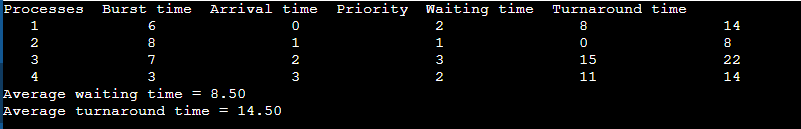 Processes Burst time Arrival time Priority Waiting time Turnaround time
1 6 0 2 8 14
2 8 1 1 0 8
3 7 2 3 15 22
4 3 3 2 11 14
Average waiting time = 8.50
Average turnaround time = 14.50